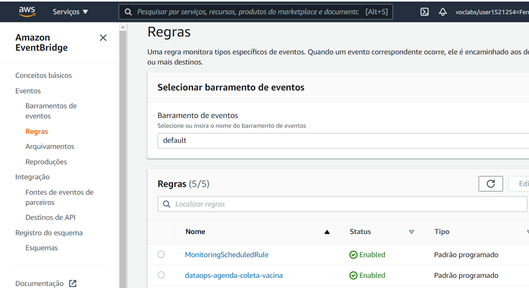 aws
Serviços
Pesquisar por serviços, recursos, produtos do marketplace e document
[Alt+S]
voclabs/user1521254=Fer
Amazon
EventBridge
Conceitos básicos
Eventos
Barramentos de
eventos
Regras
Arquivamentos
Reproduções
Integração
Fontes de eventos de
parceiros
Destinos de API
Registro do esquema
Esquemas
Documentação
Regras
Uma regra monitora tipos específicos de eventos. Quando um evento correspondente ocorre, ele é encaminhado aos de
ou mais destinos.
Selecionar barramento de eventos
Barramento de eventos
Selecione ou insira o nome do barramento de eventos
default
Regras (5/5)
Edi
Localizar regras
Nome
Status
Tipo
MonitoringScheduledRule
Enabled
Padrão programado
dataops-agenda-coleta-vacina
Enabled
Padrão programado